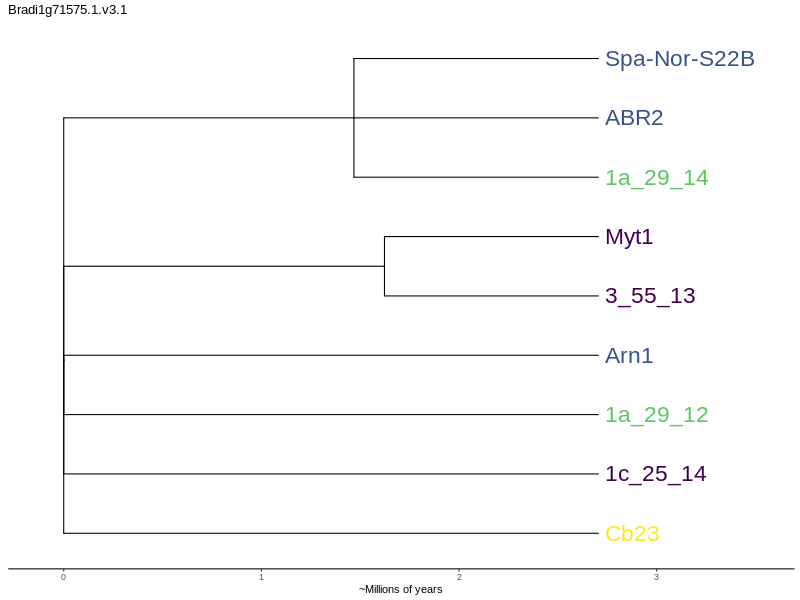 Bradi1g71575.1.v3.1
Spa-Nor-S22B
ABR2
1a_29_14
Myt1
3_55_13
Arn1
1a_29_12
1c_25_14
Cb23
0 1 2 3
~Millions of years